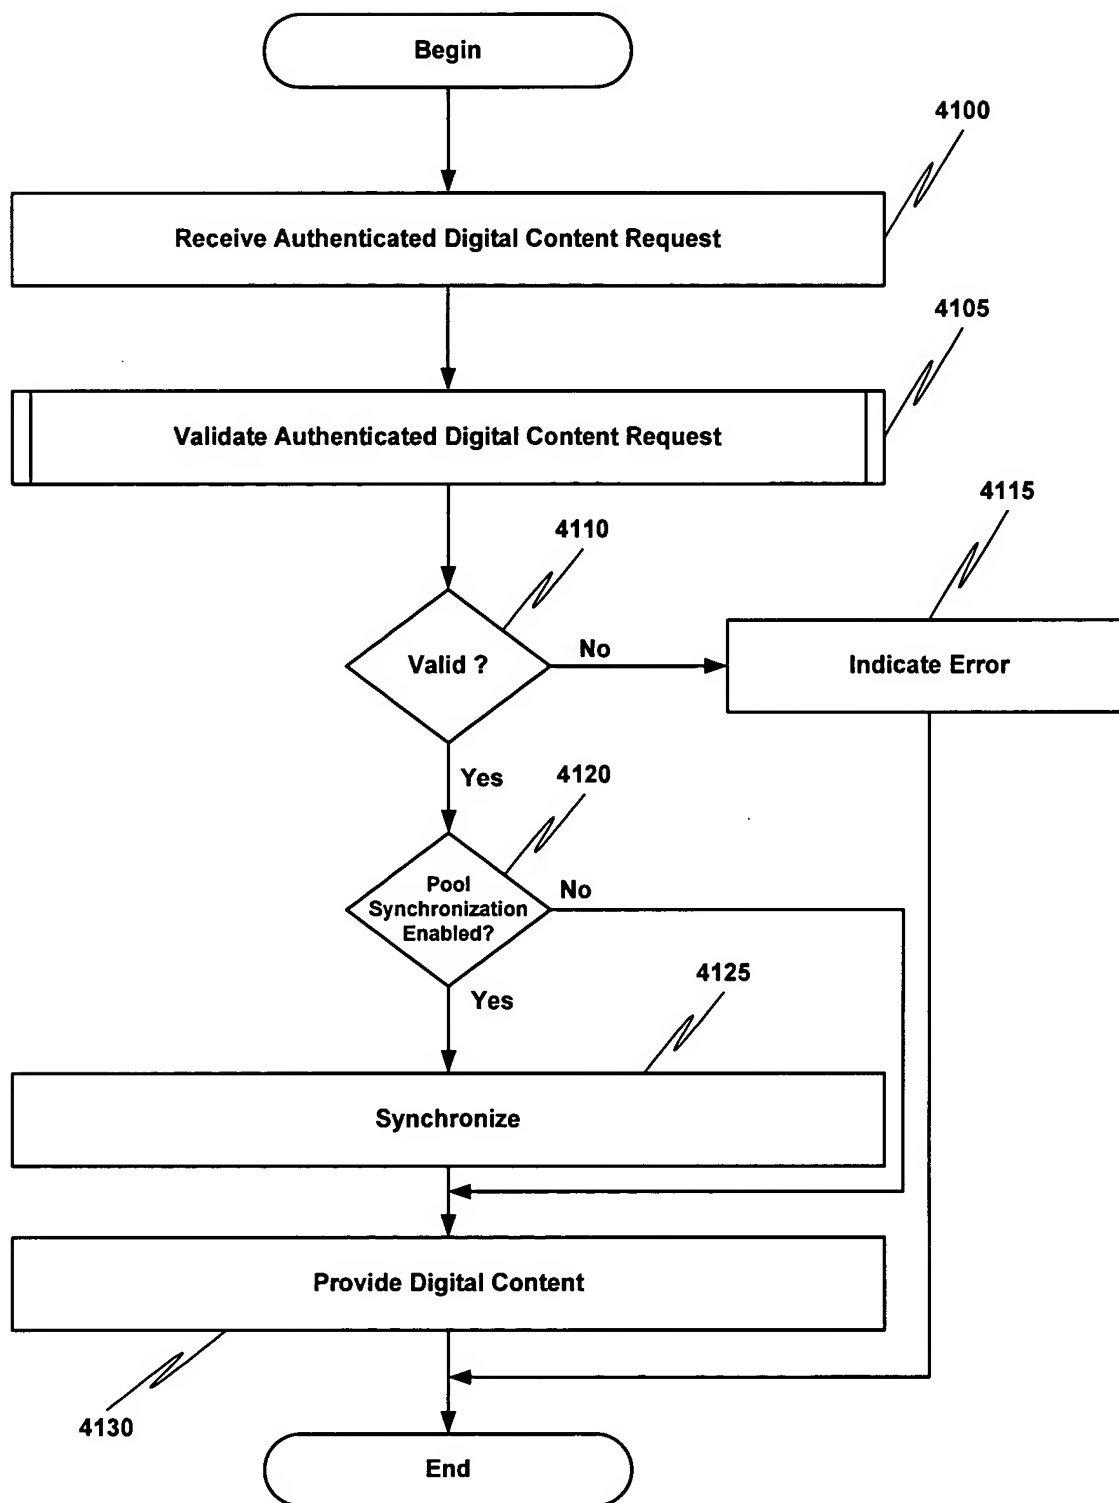 Begin
4100
Receive Authenticated Digital Content Request
4105
Validate Authenticated Digital Content Request
4115
4110
Valid ?
No
Indicate Error
Yes
4120
Pool
Synchronization
Enabled?
No
Yes
4125
Synchronize
Provide Digital Content
4130
End